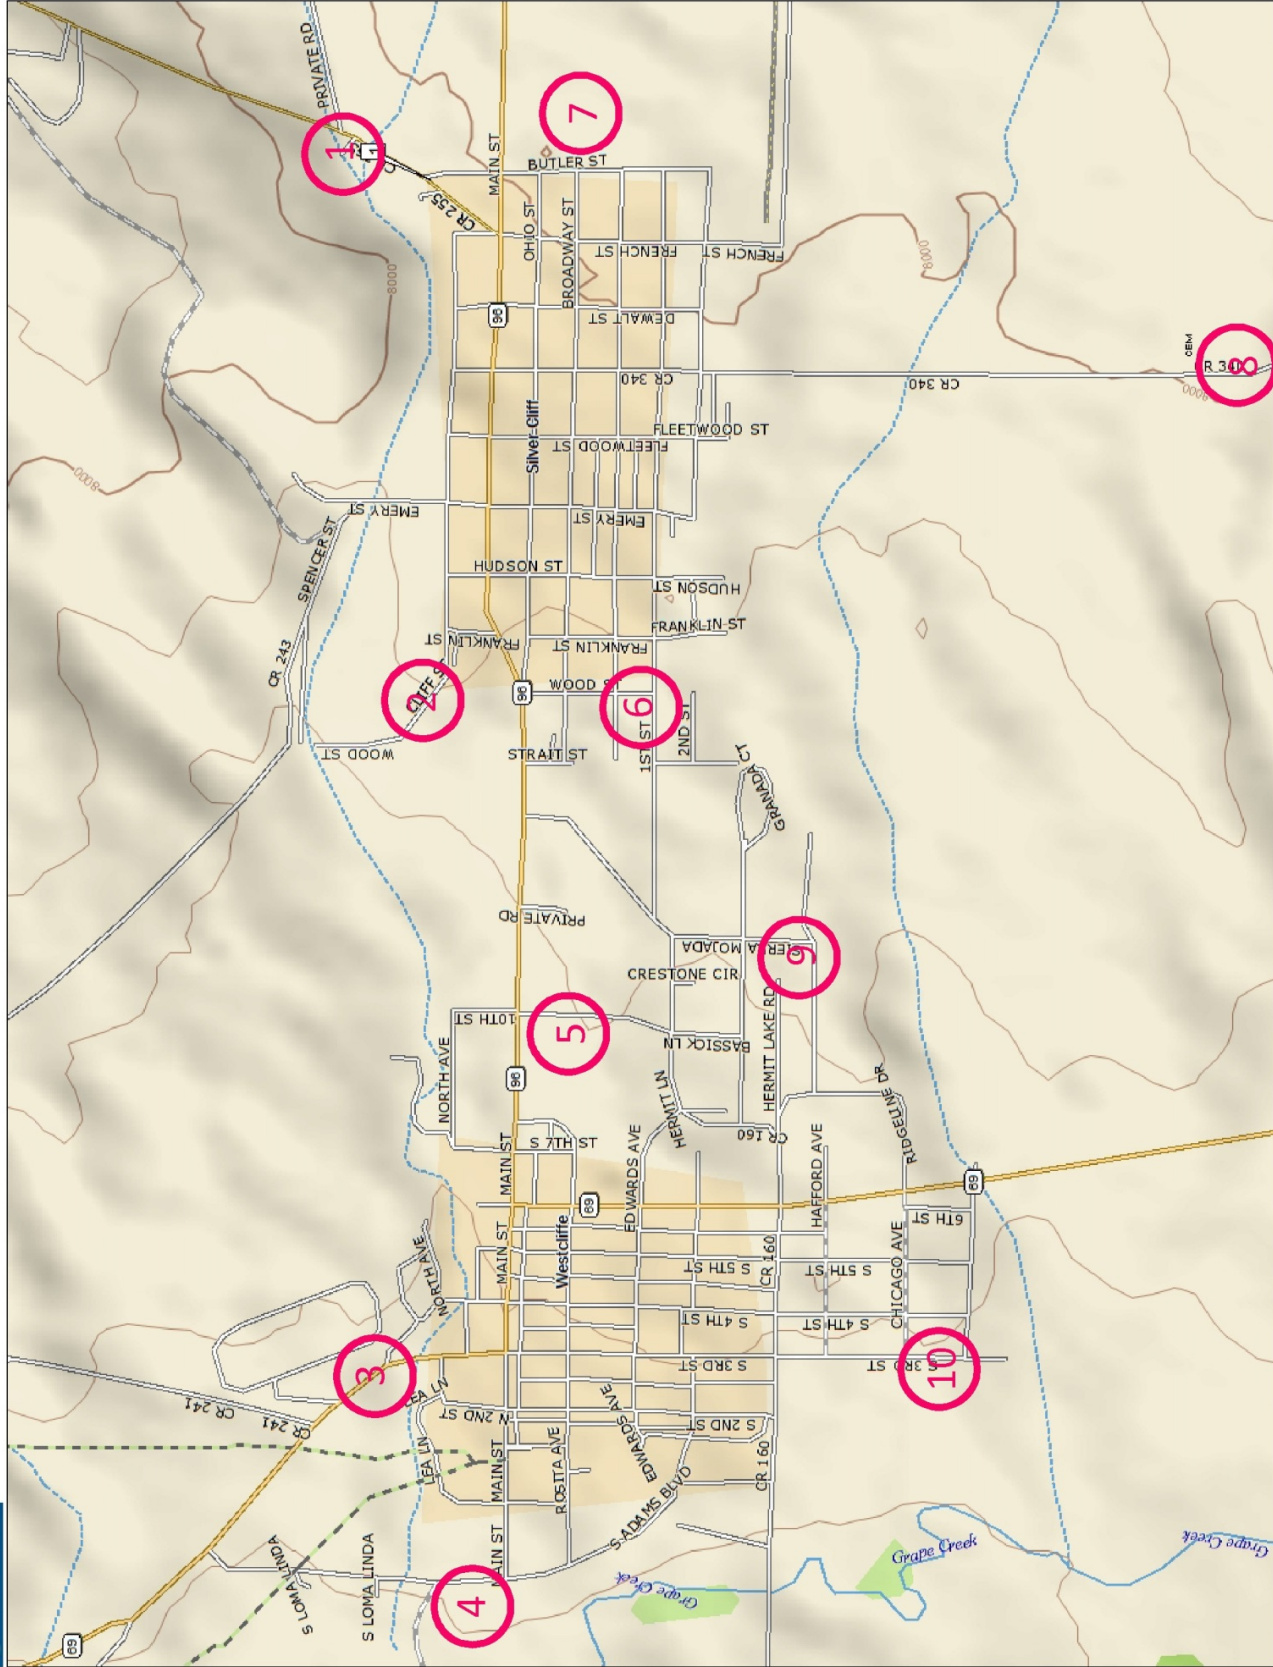 PRIVATE RD
1
C
1
MAIN ST
7
BUTLER ST
CR 255
OHIO ST
BROADWAY ST
FRENCH ST
FRENCH ST
8000
8000
96
DEWALT ST
CR 340
CR 340
CEM
R 34
8
8000
Silver Cliff
FLEETWOOD ST
FLEETWOOD ST
8000
EMERY ST
EMERY ST
SPENCER ST
HUDSON ST
HUDSON ST
CR 243
FRANKLIN ST
FRANKLIN ST
FRANKLIN-ST
2
CLIFF ST
96
WOOD S
6
WOOD ST
STRAIT ST
1ST ST
2ND ST
GRANADA CT
PRIVATE RD
SIERRA MOJADA
9
CRESTONE CIR
10TH ST
5
BASSICK LN
HERMIT LAKE RD
NORTH AVE
96
HERMIT LN
RIDGELINE DR
S 7TH ST
CR 160
MAIN ST
EDWARDS AVE
HAFFORD AVE
69
69
6TH ST
NORTH AVE
MAIN ST
Westcliffe
S 5TH ST
CR 160
S 5TH ST
CHICAGO AVE
S 4TH ST
S 4TH ST
3
S 3RD ST
S 3RD ST
10
LEA LN
CR 241
CR 241
N 2ND ST
EDWARDS AVE
S 2ND ST
LEA LN
MAIN ST
ROSITA AVE
CR 160
S ADAMS BLVD
S LOMA LINDA
S LOMA LINDA
MAIN ST
4
Grape Creek
Grape Creek
Grape Creek
69